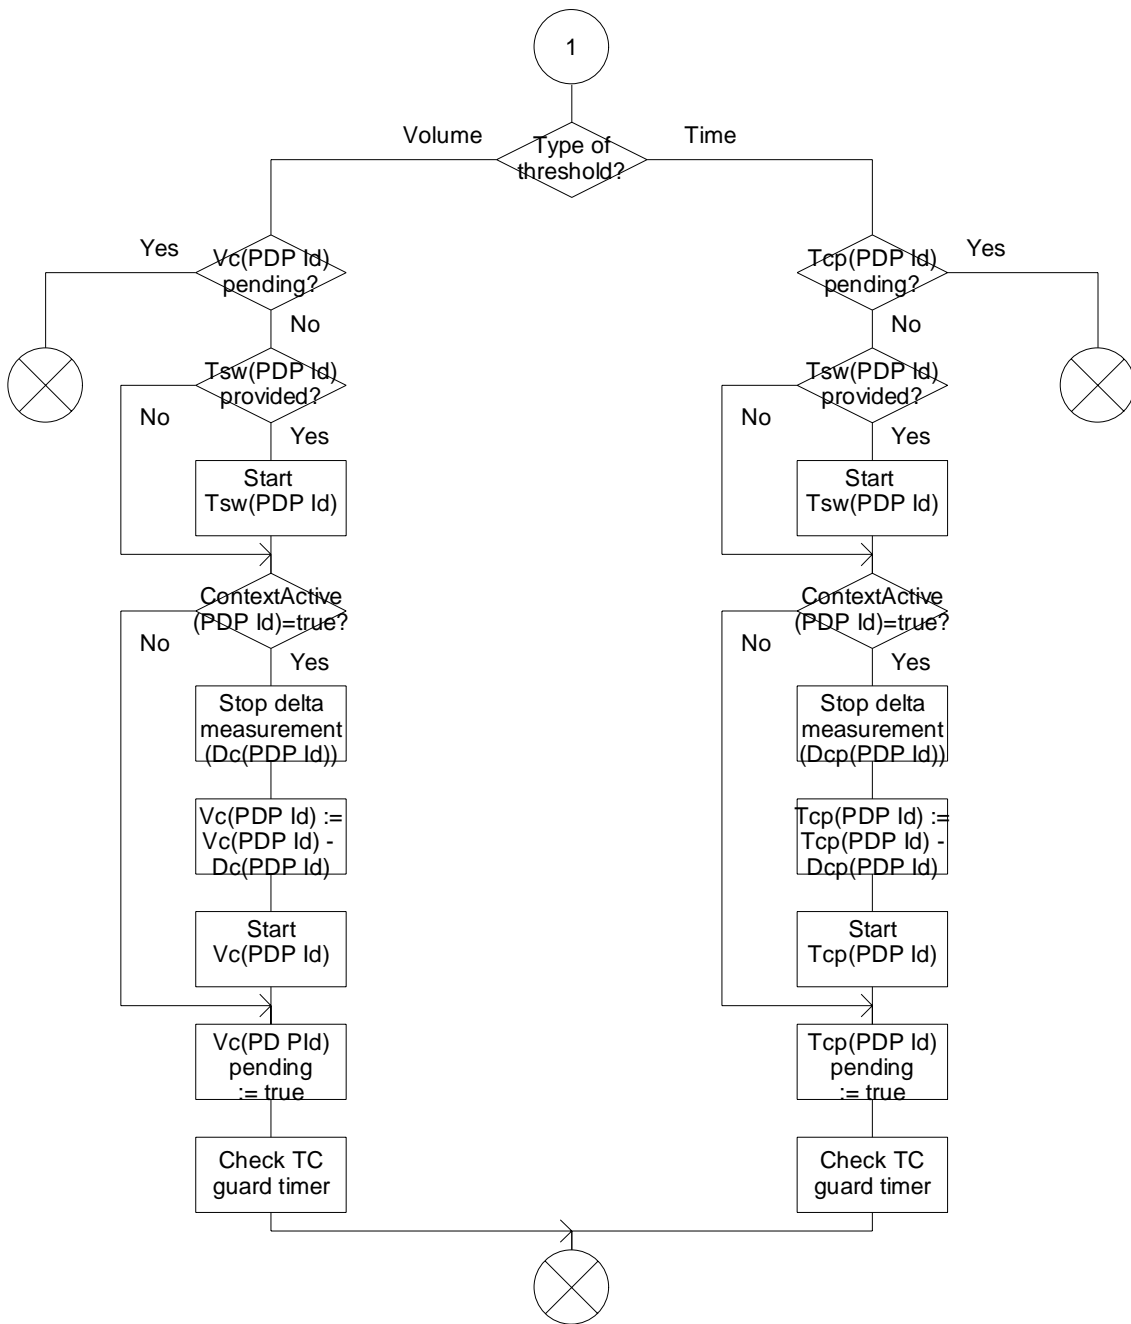 1
Volume
Type of
threshold?
Time
Yes
Vc(PDP Id)
pending?
No
Tsw(PDP Id)
provided?
No
Yes
Start
Tsw(PDP Id)
ContextActive
(PDP Id)=true?
No
Yes
Stop delta
measurement
(Dc(PDP Id))
Vc(PDP Id) :=
Vc(PDP Id) -
Dc(PDP Id)
Start
Vc(PDP Id)
Vc(PD PId)
pending
:= true
Check TC
guard timer
Tcp(PDP Id)
pending?
Yes
No
Tsw(PDP Id)
provided?
No
Yes
Start
Tsw(PDP Id)
ContextActive
(PDP Id)=true?
No
Yes
Stop delta
measurement
(Dcp(PDP Id))
Tcp(PDP Id) :=
Tcp(PDP Id) -
Dcp(PDP Id)
Start
Tcp(PDP Id)
Tcp(PDP Id)
pending
:= true
Check TC
guard timer